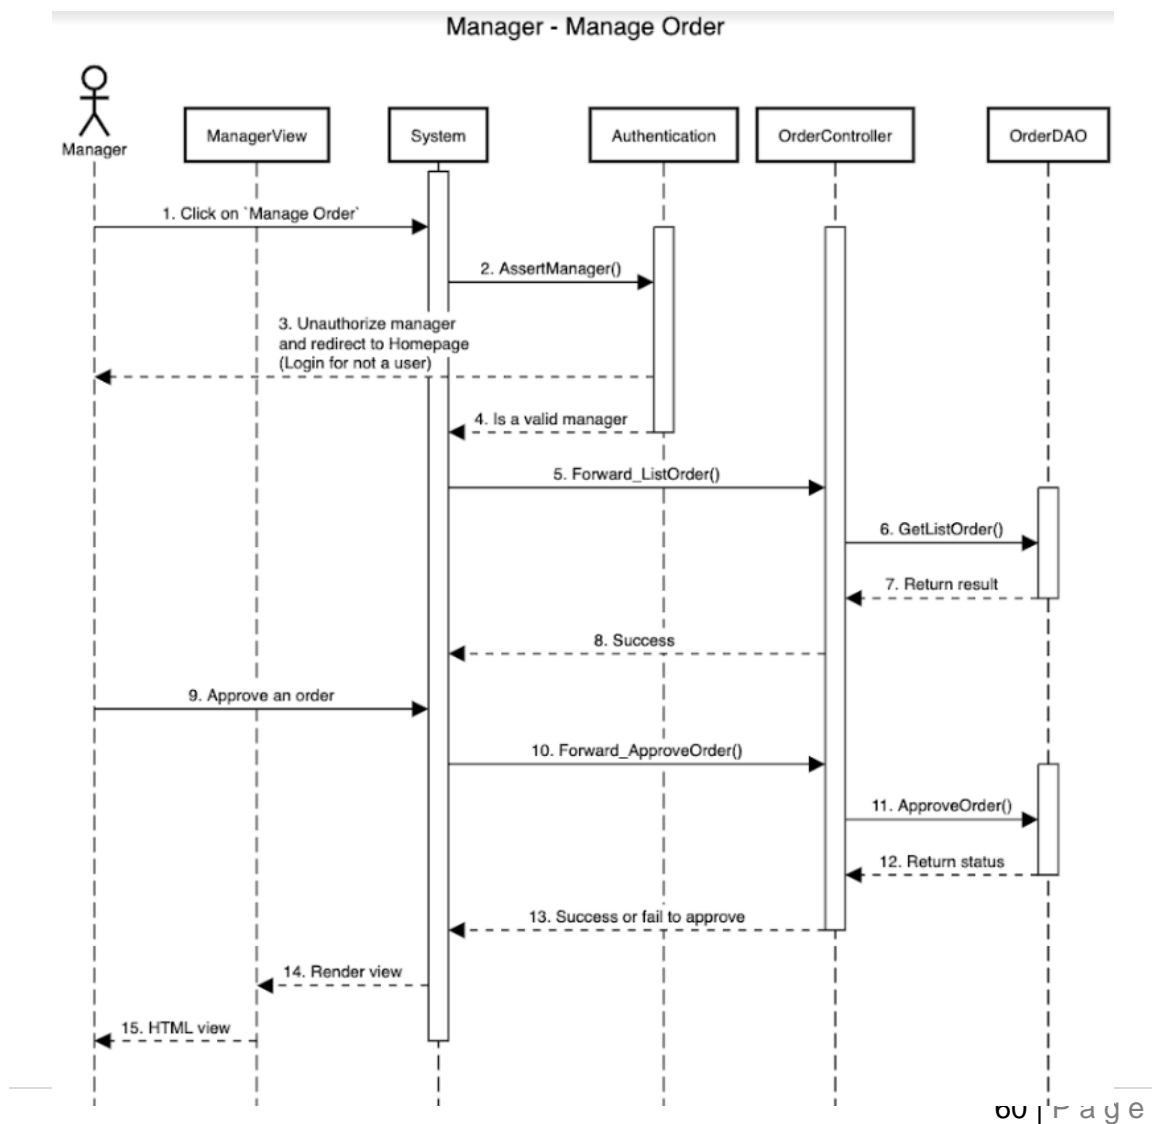 Manager - Manage Order
Manager
ManagerView
System
Authentication
OrderController
OrderDAO
1. Click on `Manage Order`
2. AssertManager()
3. Unauthorize manager
and redirect to Homepage
(Login for not a user)
4. Is a valid manager
5. Forward_ListOrder()
6. GetListOrder()
7. Return result
8. Success
9. Approve an order
10. Forward_ApproveOrder()
11. ApproveOrder()
12. Return status
13. Success or fail to approve
14. Render view
15. HTML view
60 | P a g e